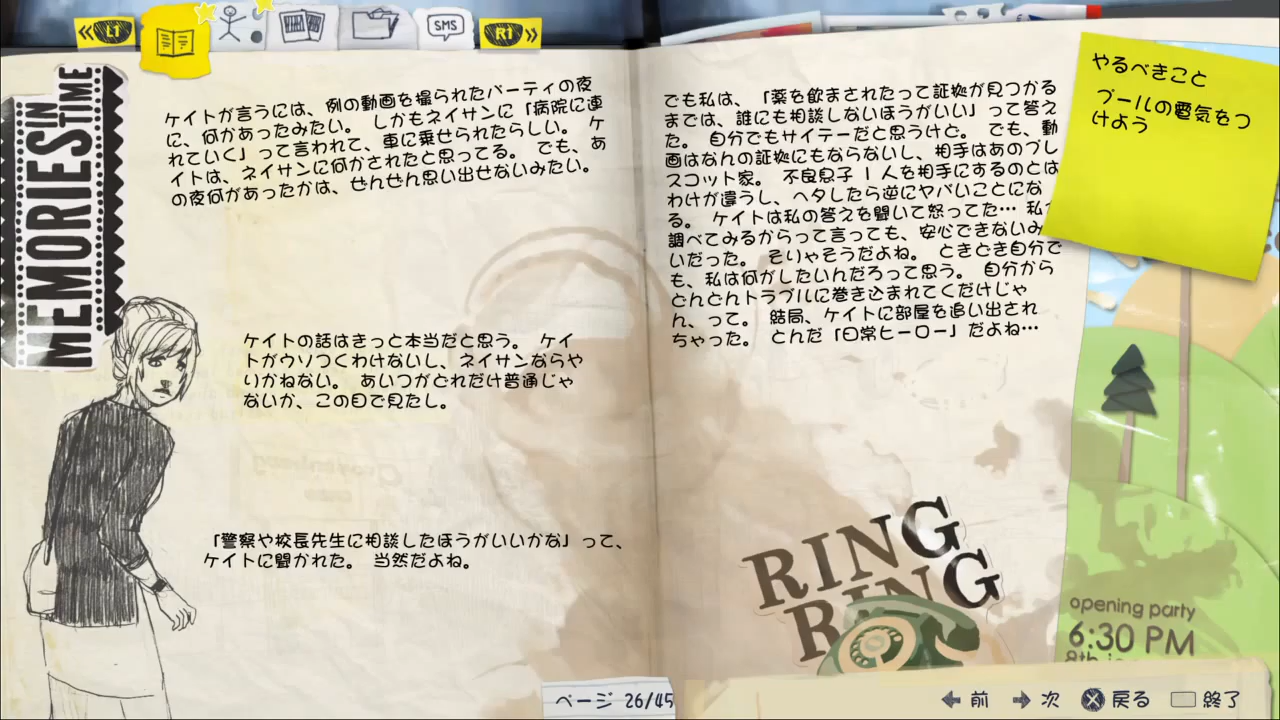 L1
SMS
R1
MEMORIES IN TIME
ケイトが言うには、例の動画を撮られたパーティの夜
に、何かあったみたい。 しかもネイサンに「病院に連
れていく」って言われて、車に乗せられたらしい。 ケ
イトは、ネイサンに何かされたと思ってる。 でも、あ
の夜何があったかは、ぜんぜん思い出せないみたい。
ケイトの話はきっと本当だと思う。 ケイ
トがウソつくわけないし、ネイサンならや
りかねない。 あいつがどれだけ普通じゃ
ないか、この目で見たし。
「警察や校長先生に相談したほうがいいかな」って、
ケイトに聞かれた。 当然だよね。
でも私は、「薬を飲まされたって証拠が見つかる
までは、誰にも相談しないほうがいい」って答え
た。 自分でもサイテーだと思うけど。 でも、動
画はなんの証拠にもならないし、相手はあのプレ
スコット家。 不良息子 1 人を相手にするのとは
わけが違うし、ヘタしたら逆にヤバいことにな
る。 ケイトは私の答えを聞いて怒ってた… 私
調べてみるからって言っても、安心できないみ
いだった。 そりゃそうだよね。 ときどき自分で
も、私は何がしたいんだろって思う。 自分から
どんどんトラブルに巻き込まれてくだけじゃ
ん、って。 結局、ケイトに部屋を追い出され
ちゃった。 とんだ「日常ヒーロー」だよね…
やるべきこと
プールの電気をつ
けよう
RING
RING
opening party
6:30 PM
ページ 26/45
前 次 戻る 終了